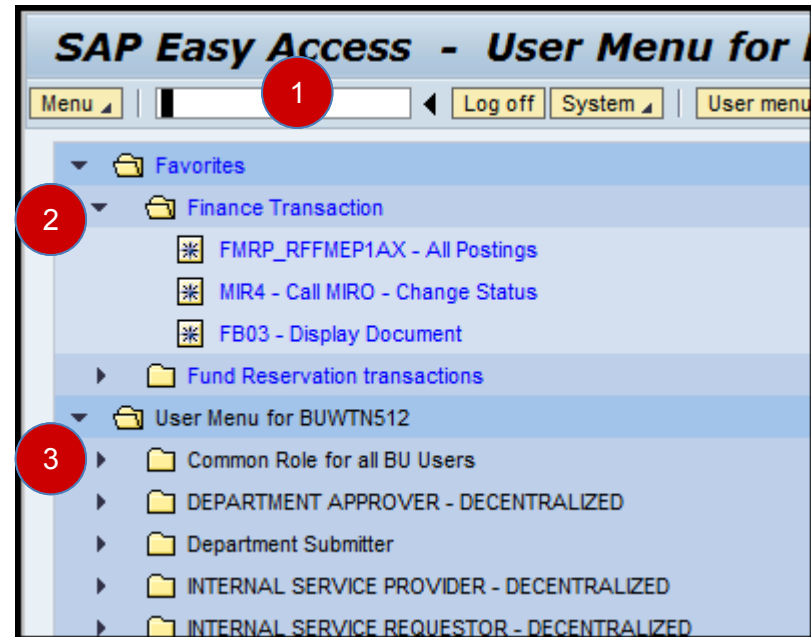 SAP Easy Access - User Menu for
Menu 1 Log off System User menu
Favorites
2 Finance Transaction
FMRP_RFFMEP1AX - All Postings
MIR4 - Call MIRO - Change Status
FB03 - Display Document
Fund Reservation transactions
User Menu for BUWTN512
3 Common Role for all BU Users
DEPARTMENT APPROVER - DECENTRALIZED
Department Submitter
INTERNAL SERVICE PROVIDER - DECENTRALIZED
INTERNAL SERVICE REQUESTOR - DECENTRALIZED